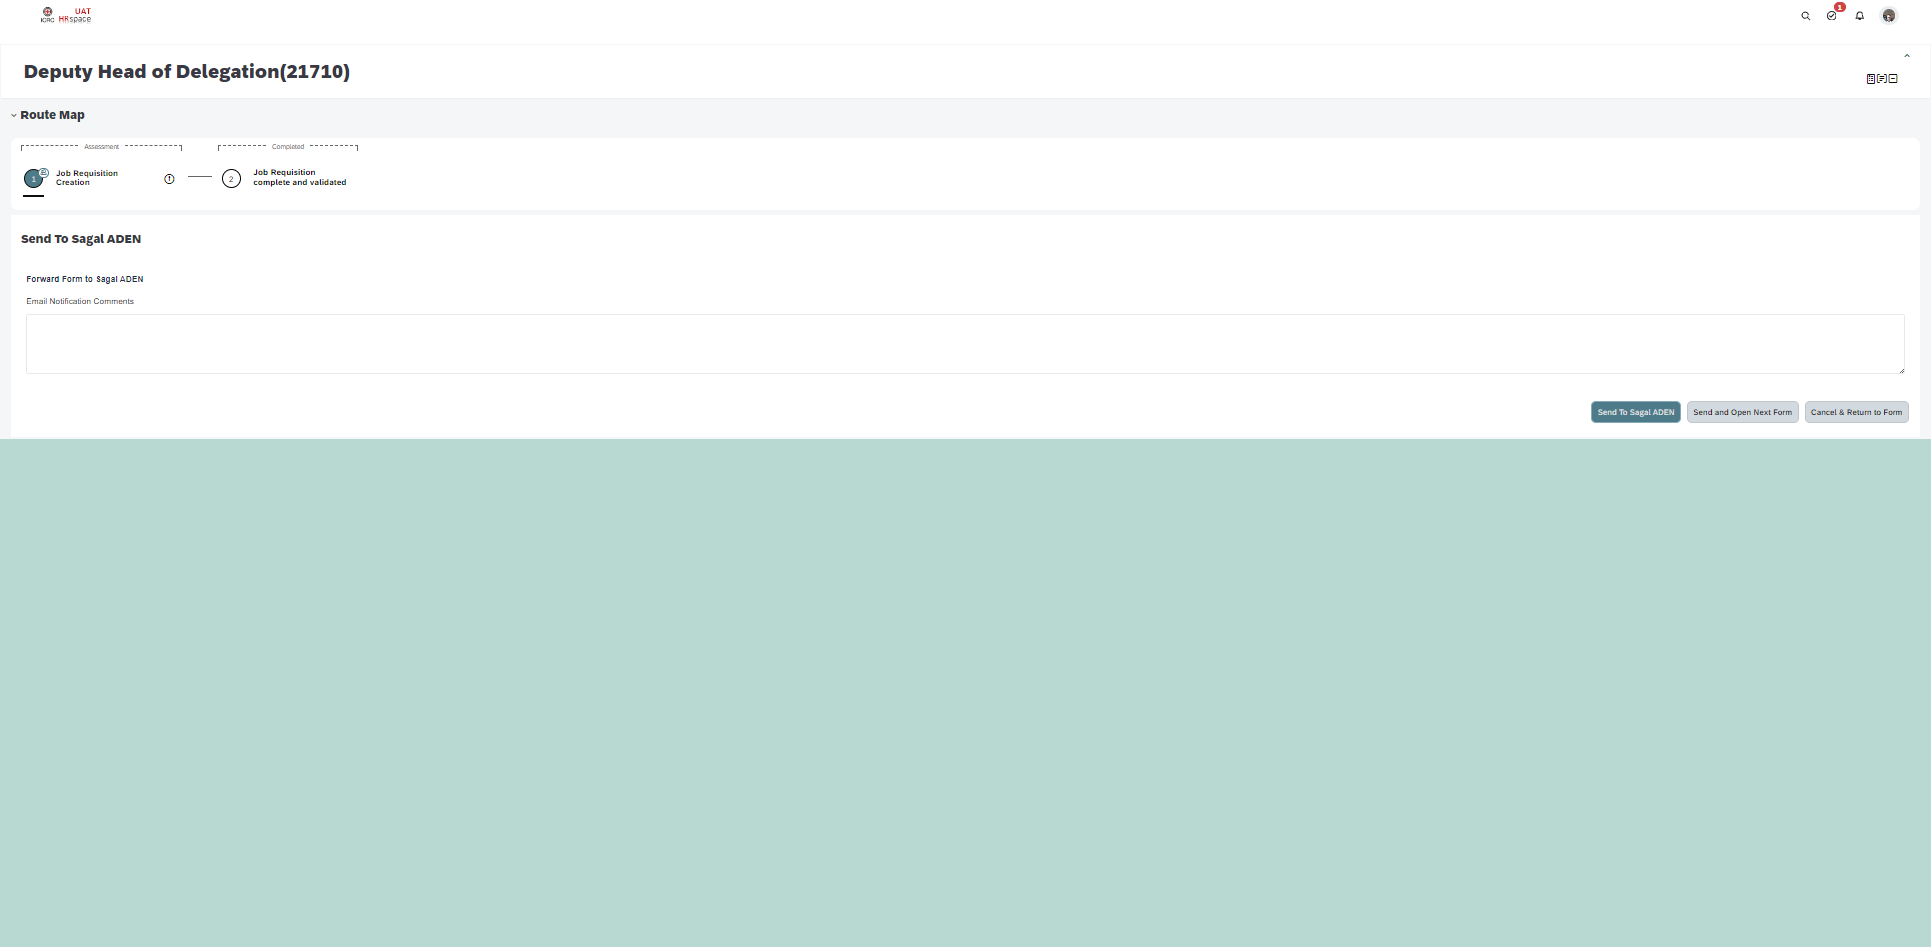 UAT
ICRC HRspace
1
Deputy Head of Delegation(21710)
Route Map
Assessment
Completed
1 Job Requisition
Creation
2 Job Requisition
complete and validated
Send To Sagal ADEN
Forward Form to Sagal ADEN
Email Notification Comments
Send To Sagal ADEN
Send and Open Next Form
Cancel & Return to Form